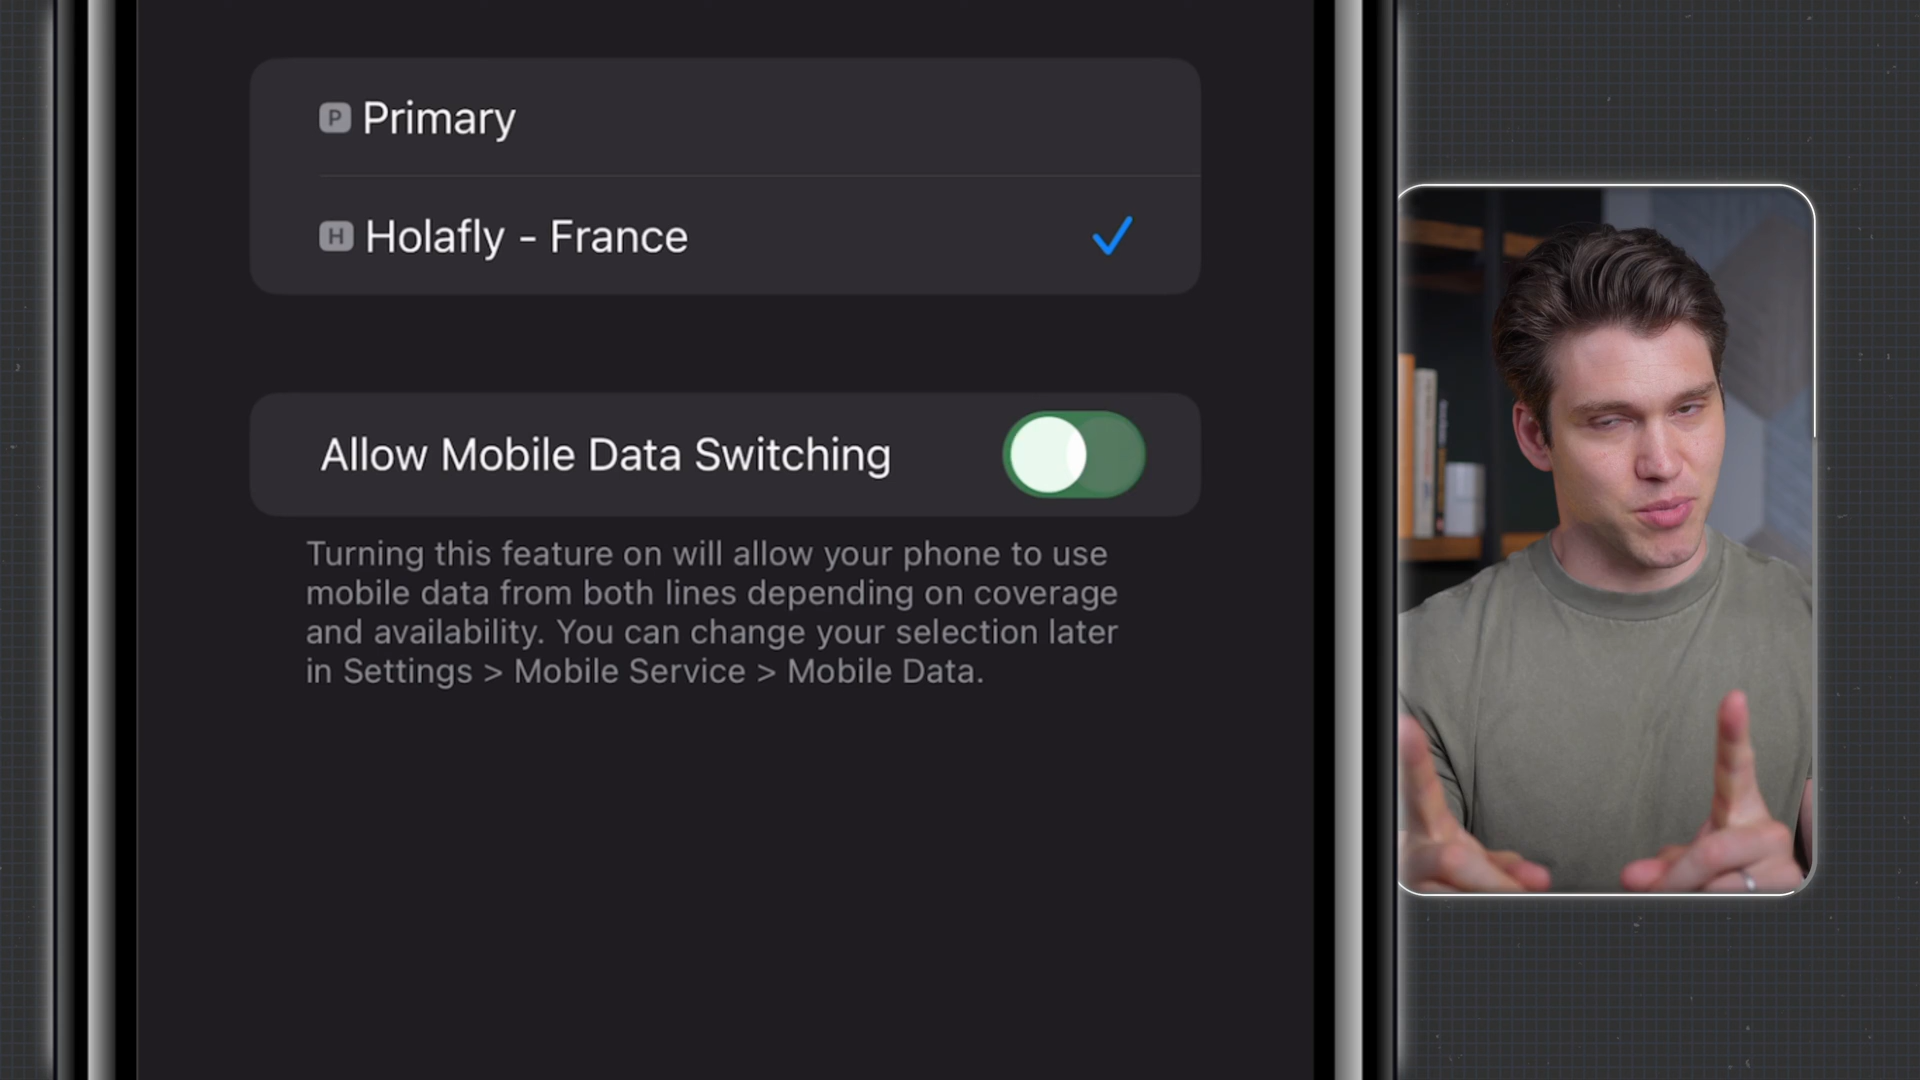 P Primary
H Holafly - France
Allow Mobile Data Switching
Turning this feature on will allow your phone to use
mobile data from both lines depending on coverage
and availability. You can change your selection later
in Settings > Mobile Service > Mobile Data.